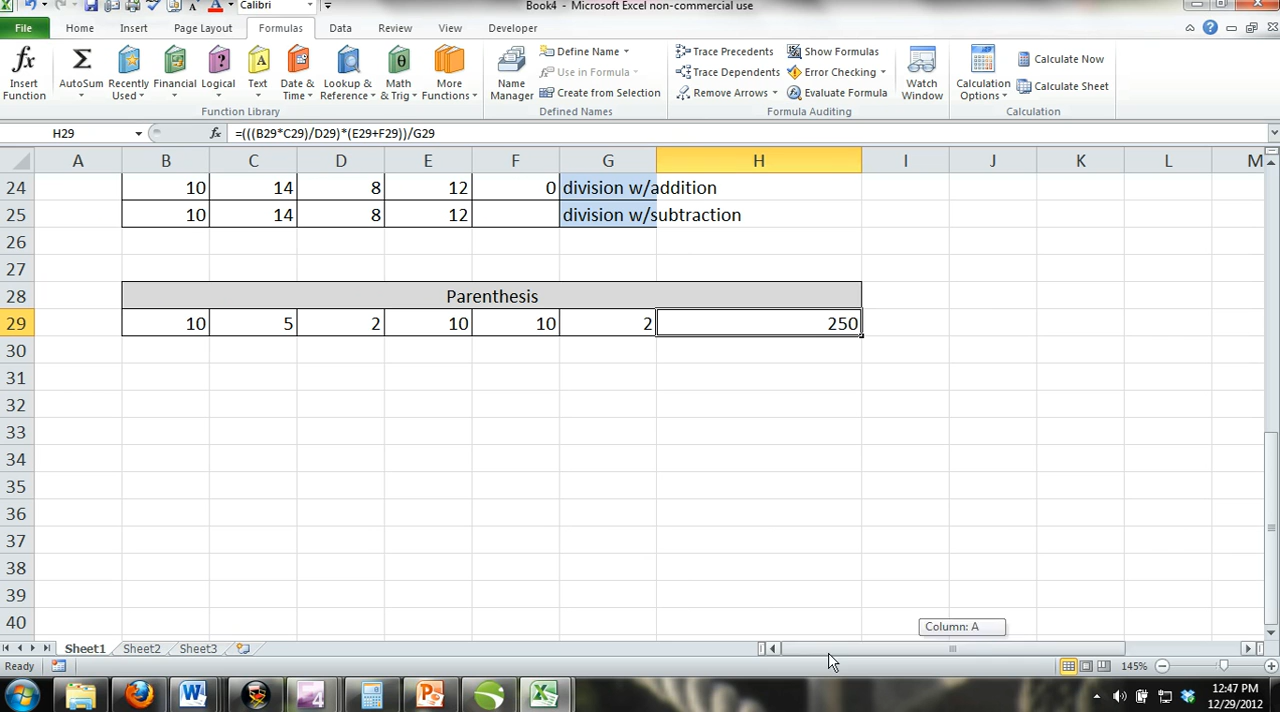 Calibri
Book4 - Microsoft Excel non-commercial use
File Home Insert Page Layout Formulas Data Review View Developer
Insert Function
AutoSum
Recently Used
Financial
Logical
Text
Date & Time
Lookup & Reference
Math & Trig
More Functions
Function Library
Name Manager
Define Name
Use in Formula
Create from Selection
Defined Names
Trace Precedents
Trace Dependents
Remove Arrows
Show Formulas
Error Checking
Evaluate Formula
Watch Window
Formula Auditing
Calculation Options
Calculate Now
Calculate Sheet
Calculation
H29 fx =(((B29*C29)/D29)*(E29+F29))/G29
A B C D E F G H I J K L M
24 10 14 8 12 0 division w/addition
25 10 14 8 12 division w/subtraction
26
27
28 Parenthesis
29 10 5 2 10 10 2 250
30
31
32
33
34
35
36
37
38
39
40
Column: A
Sheet1 Sheet2 Sheet3
Ready 145%
12:47 PM
12/29/2012